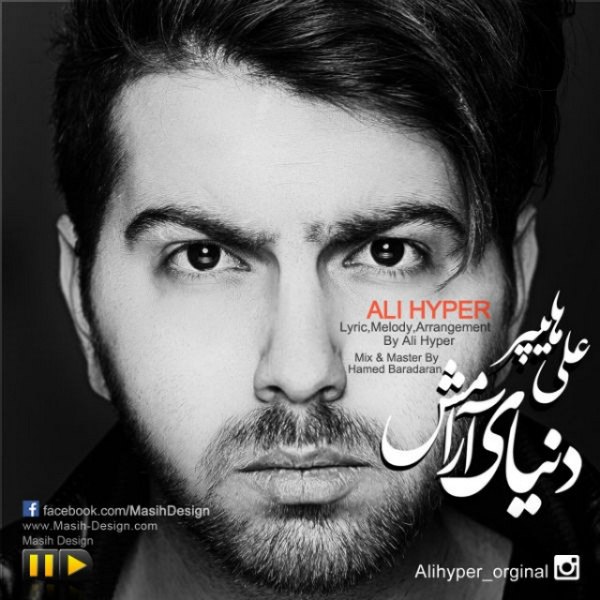 ALI HYPER
Lyric,Melody,Arrangement
By Ali Hyper
Mix & Master By
Hamed Baradaran
علی هایپر
دنیای آرامش
facebook.com/MasihDesign
www.Masih-Design.com
Masih Design
Alihyper_orginal